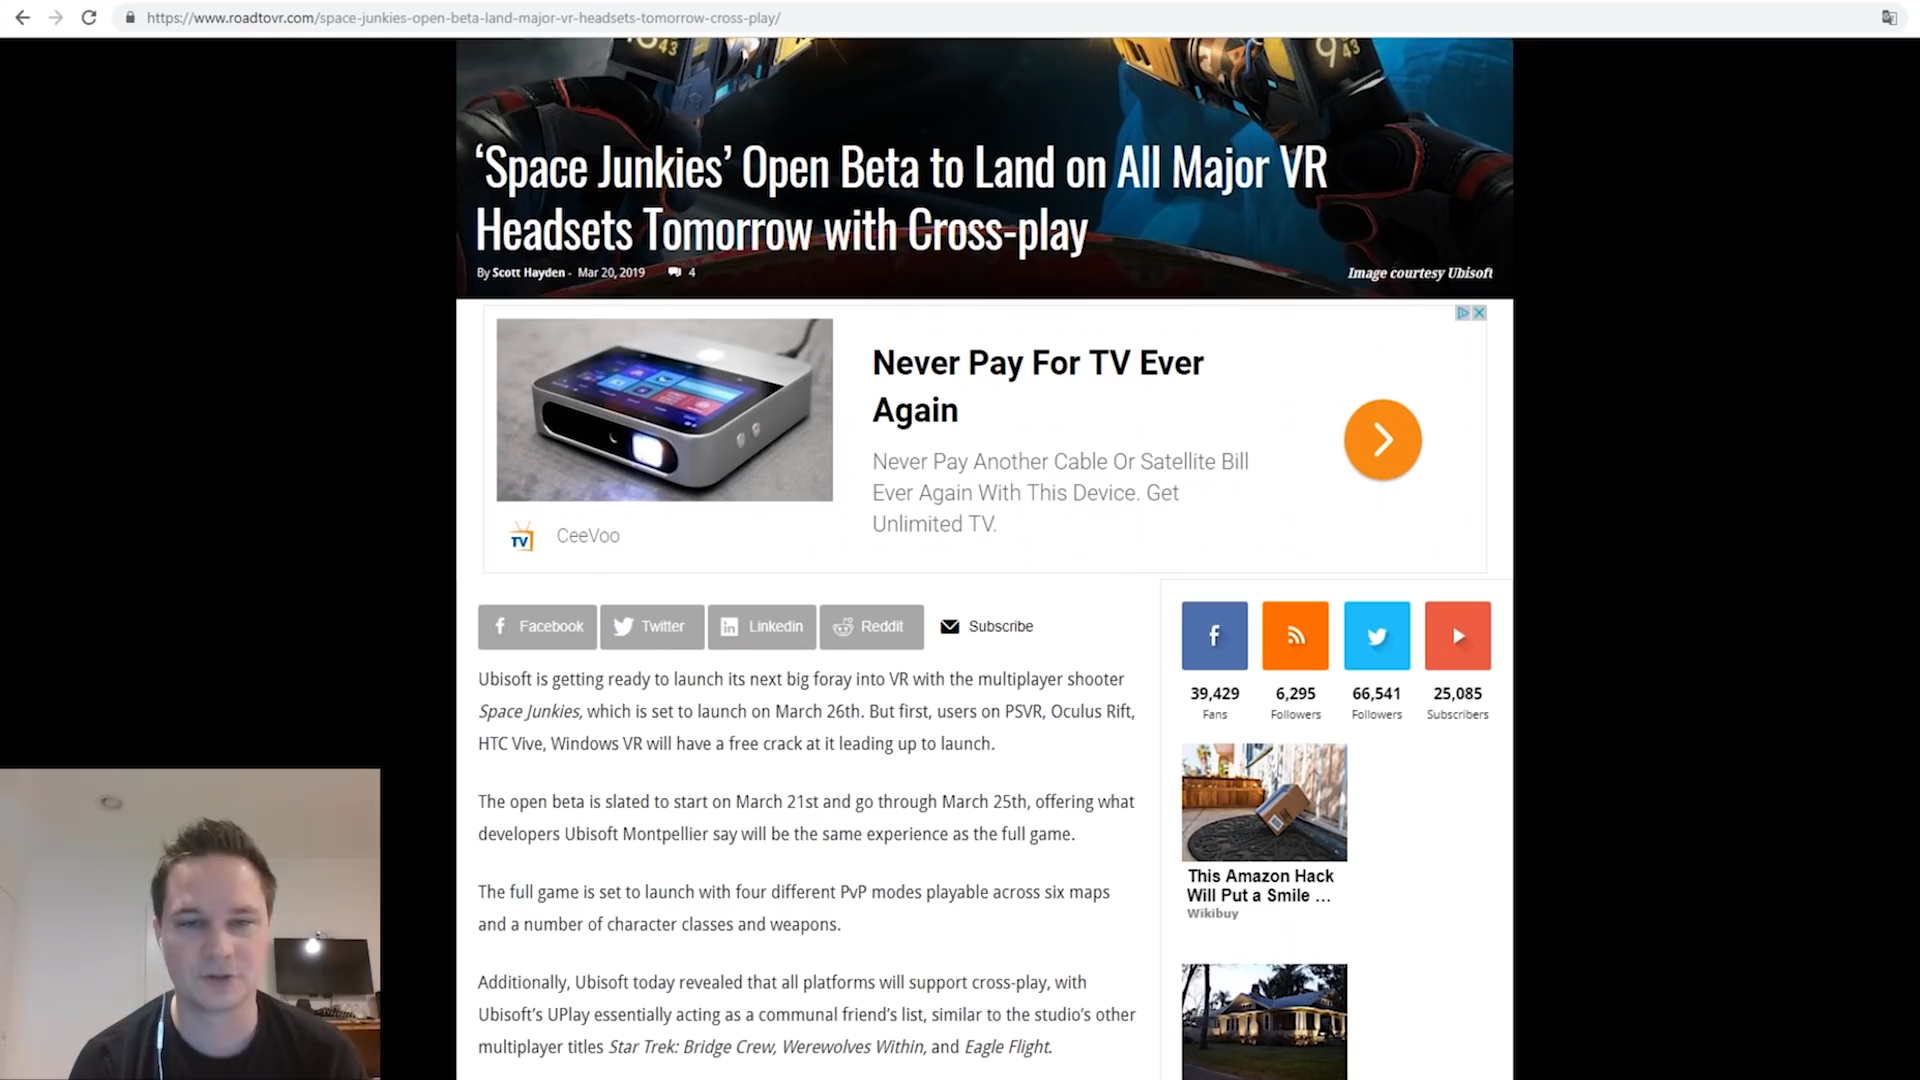 https://www.roadtovr.com/space-junkies-open-beta-land-major-vr-headsets-tomorrow-cross-play/
43
9 43
‘Space Junkies’ Open Beta to Land on All Major VR
Headsets Tomorrow with Cross-play
By Scott Hayden - Mar 20, 2019 4
Image courtesy Ubisoft
Never Pay For TV Ever
Again
Never Pay Another Cable Or Satellite Bill
Ever Again With This Device. Get
Unlimited TV.
TV CeeVoo
Facebook Twitter Linkedin Reddit Subscribe
39,429 6,295 66,541 25,085
Fans Followers Followers Subscribers
Ubisoft is getting ready to launch its next big foray into VR with the multiplayer shooter
Space Junkies, which is set to launch on March 26th. But first, users on PSVR, Oculus Rift,
HTC Vive, Windows VR will have a free crack at it leading up to launch.
The open beta is slated to start on March 21st and go through March 25th, offering what
developers Ubisoft Montpellier say will be the same experience as the full game.
The full game is set to launch with four different PvP modes playable across six maps
and a number of character classes and weapons.
Additionally, Ubisoft today revealed that all platforms will support cross-play, with
Ubisoft’s UPlay essentially acting as a communal friend’s list, similar to the studio’s other
multiplayer titles Star Trek: Bridge Crew, Werewolves Within, and Eagle Flight.
This Amazon Hack
Will Put a Smile ...
Wikibuy